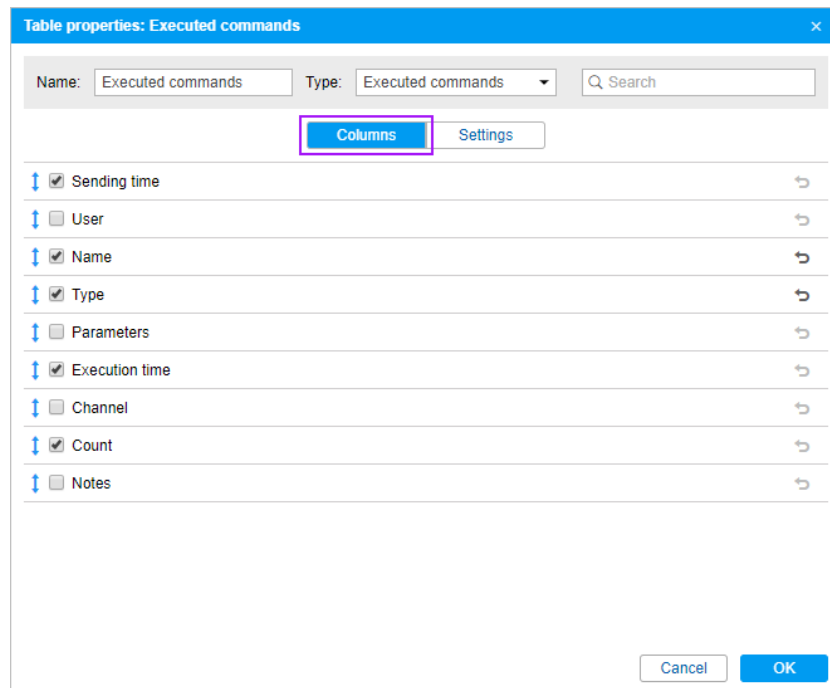 Table properties: Executed commands
Name: Executed commands Type: Executed commands Search
Columns Settings
Sending time
User
Name
Type
Parameters
Execution time
Channel
Count
Notes
Cancel OK